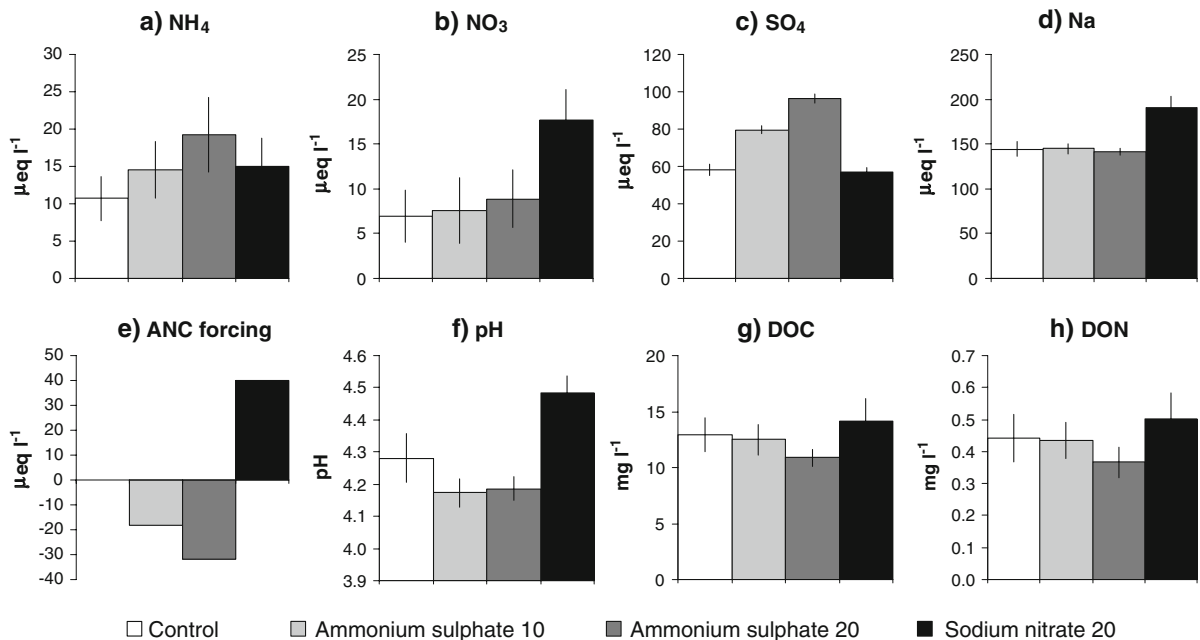 a) NH₄
b) NO₃
c) SO₄
d) Na
30
25
20
15
10
5
0
µeq l⁻¹
25
20
15
10
5
0
µeq l⁻¹
120
100
80
60
40
20
0
µeq l⁻¹
250
200
150
100
50
0
µeq l⁻¹
e) ANC forcing
f) pH
g) DOC
h) DON
50
40
30
20
10
0
-10
-20
-30
-40
µeq l⁻¹
4.6
4.5
4.4
4.3
4.2
4.1
4.0
3.9
pH
20
15
10
5
0
mg l⁻¹
0.7
0.6
0.5
0.4
0.3
0.2
0.1
0.0
mg l⁻¹
Control
Ammonium sulphate 10
Ammonium sulphate 20
Sodium nitrate 20